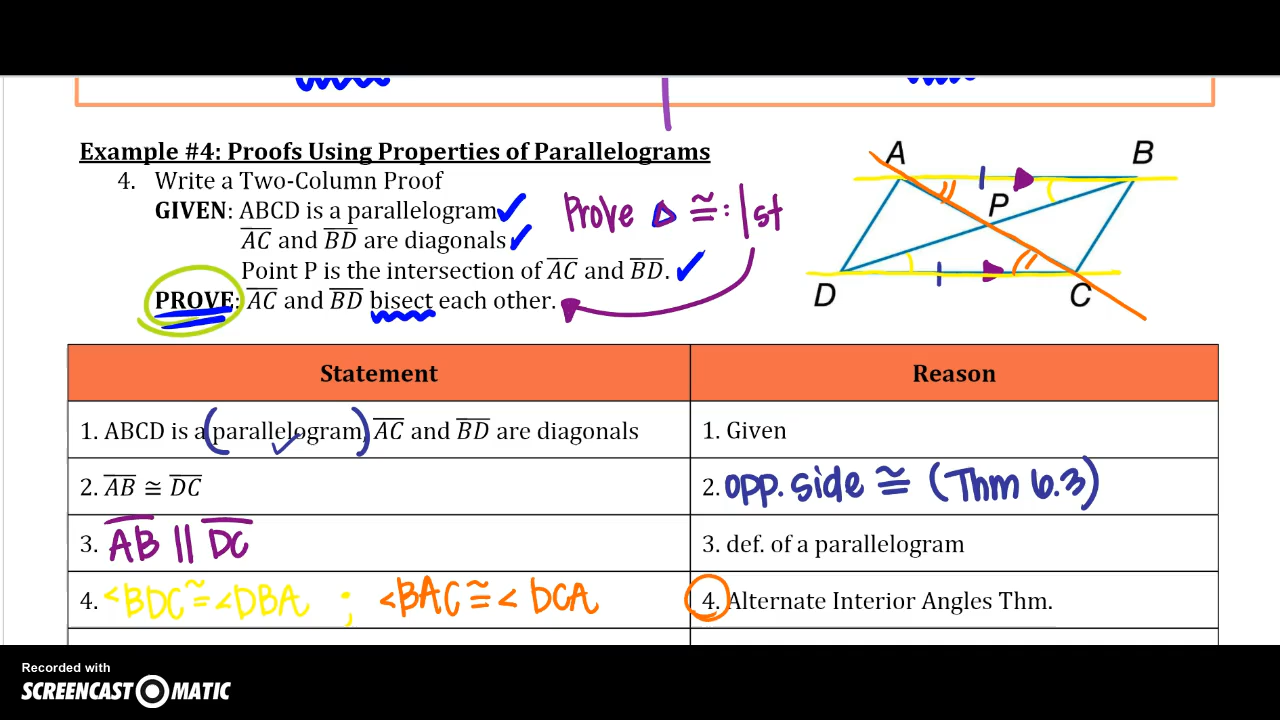 Example #4: Proofs Using Properties of Parallelograms
4. Write a Two-Column Proof
GIVEN: ABCD is a parallelogram
AC and BD are diagonals
Point P is the intersection of AC and BD.
PROVE: AC and BD bisect each other.
Prove △ ≅ : 1st
A
B
P
D
C
Statement
Reason
1. ABCD is a (parallelogram) AC and BD are diagonals
1. Given
2. AB ≅ DC
2. opp. side ≅ (Thm 6.3)
3. AB || DC
3. def. of a parallelogram
4. <BDC ≅ <DBA ; <BAC ≅ < DCA
4. Alternate Interior Angles Thm.
Recorded with
SCREENCAST-O-MATIC